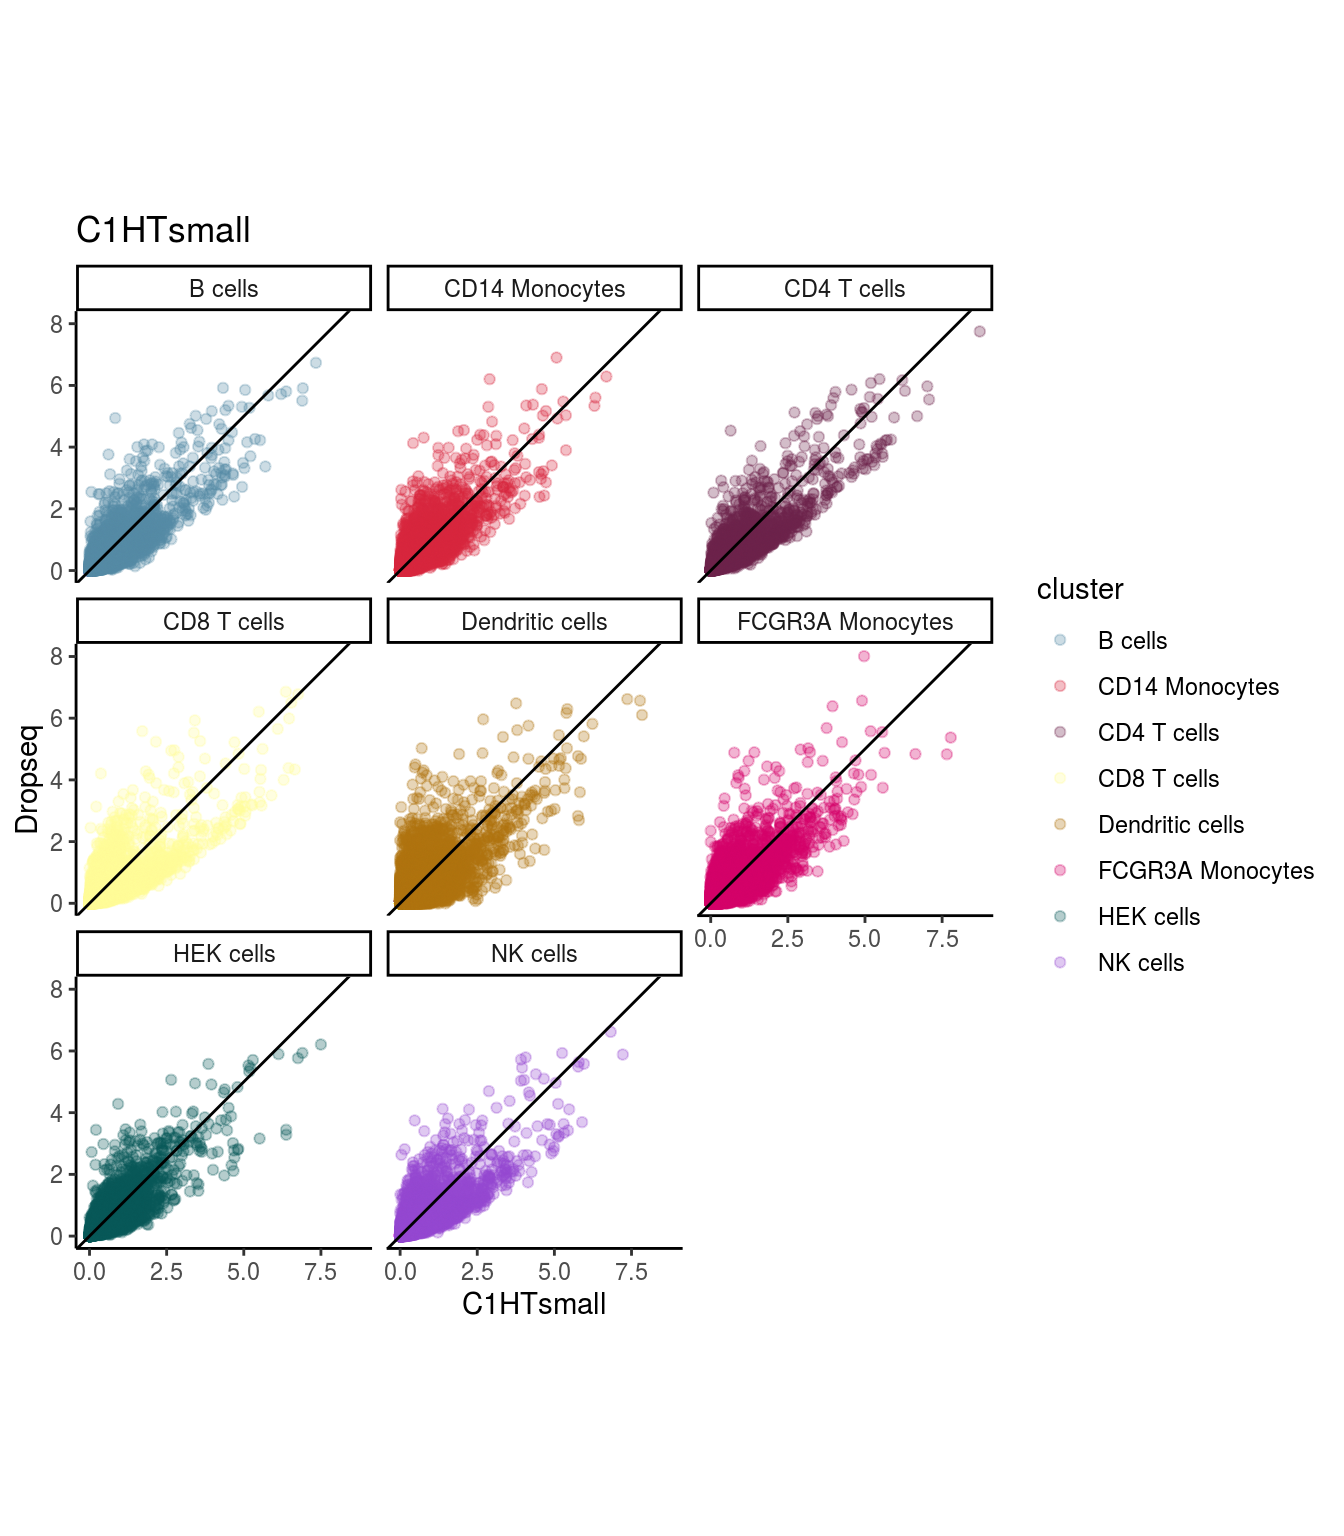 C1HTsmall
B cells
CD14 Monocytes
CD4 T cells
8
6
4
2
0
CD8 T cells
Dendritic cells
FCGR3A Monocytes
8
6
4
2
0
0.0 2.5 5.0 7.5
HEK cells
NK cells
8
6
4
2
0
0.0 2.5 5.0 7.5
0.0 2.5 5.0 7.5
C1HTsmall
Dropseq
cluster
B cells
CD14 Monocytes
CD4 T cells
CD8 T cells
Dendritic cells
FCGR3A Monocytes
HEK cells
NK cells